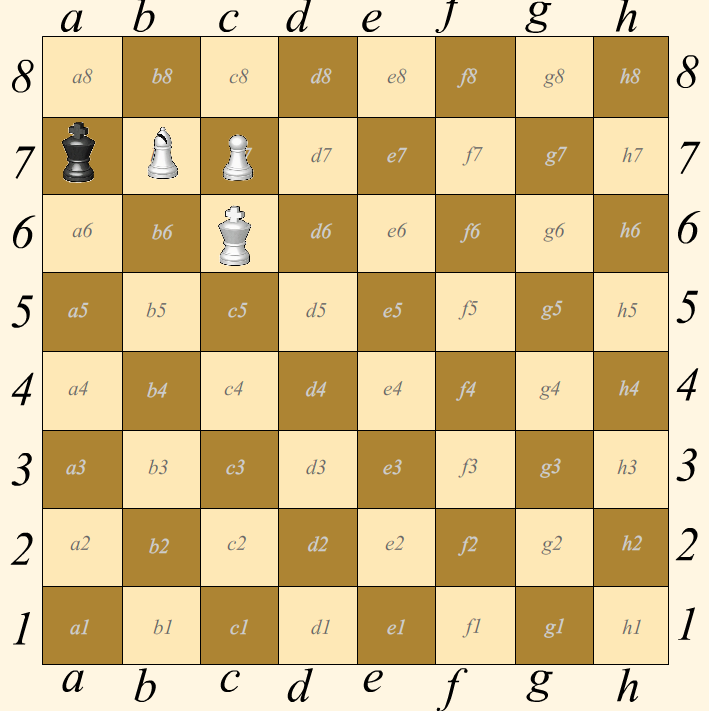 a b c d e f g h
8 a8 b8 c8 d8 e8 f8 g8 h8 8
7 d7 e7 f7 g7 h7 7
6 a6 b6 d6 e6 f6 g6 h6 6
5 a5 b5 c5 d5 e5 f5 g5 h5 5
4 a4 b4 c4 d4 e4 f4 g4 h4 4
3 a3 b3 c3 d3 e3 f3 g3 h3 3
2 a2 b2 c2 d2 e2 f2 g2 h2 2
1 a1 b1 c1 d1 e1 f1 g1 h1 1
a b c d e f g h